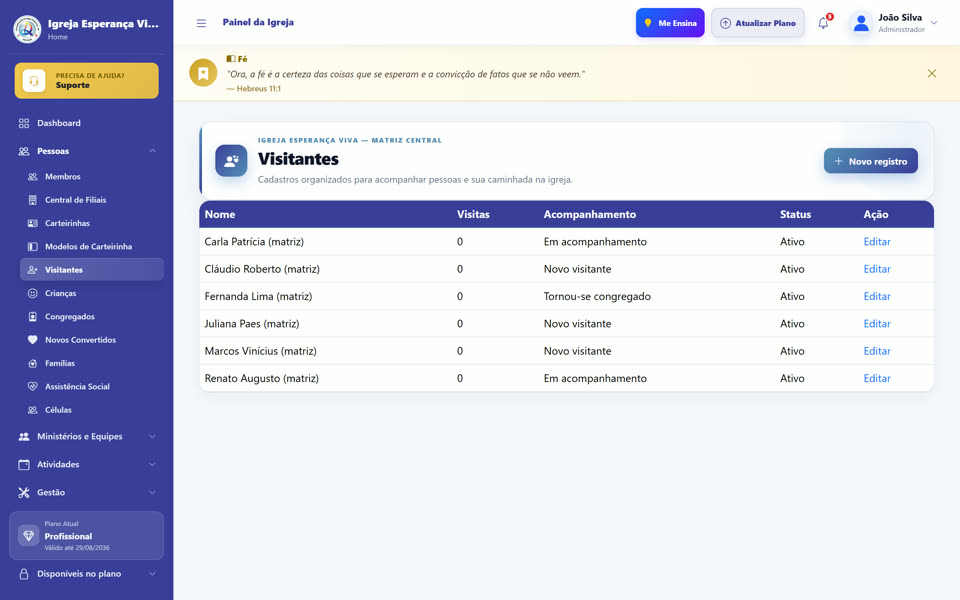 Igreja Esperança Vi...
Home
PRECISA DE AJUDA?
Suporte
Dashboard
Pessoas
Membros
Central de Filiais
Carteirinhas
Modelos de Carteirinha
Visitantes
Crianças
Congregados
Novos Convertidos
Famílias
Assistência Social
Células
Ministérios e Equipes
Atividades
Gestão
Plano Atual
Profissional
Válido até 29/08/2036
Disponíveis no plano
Painel da Igreja
Me Ensina
Atualizar Plano
5
João Silva
Administrador
Fé
"Ora, a fé é a certeza das coisas que se esperam e a convicção de fatos que se não veem."
— Hebreus 11:1
IGREJA ESPERANÇA VIVA — MATRIZ CENTRAL
Visitantes
Cadastros organizados para acompanhar pessoas e sua caminhada na igreja.
Novo registro
Nome Visitas Acompanhamento Status Ação
Carla Patrícia (matriz) 0 Em acompanhamento Ativo Editar
Cláudio Roberto (matriz) 0 Novo visitante Ativo Editar
Fernanda Lima (matriz) 0 Tornou-se congregado Ativo Editar
Juliana Paes (matriz) 0 Novo visitante Ativo Editar
Marcos Vinícius (matriz) 0 Novo visitante Ativo Editar
Renato Augusto (matriz) 0 Em acompanhamento Ativo Editar